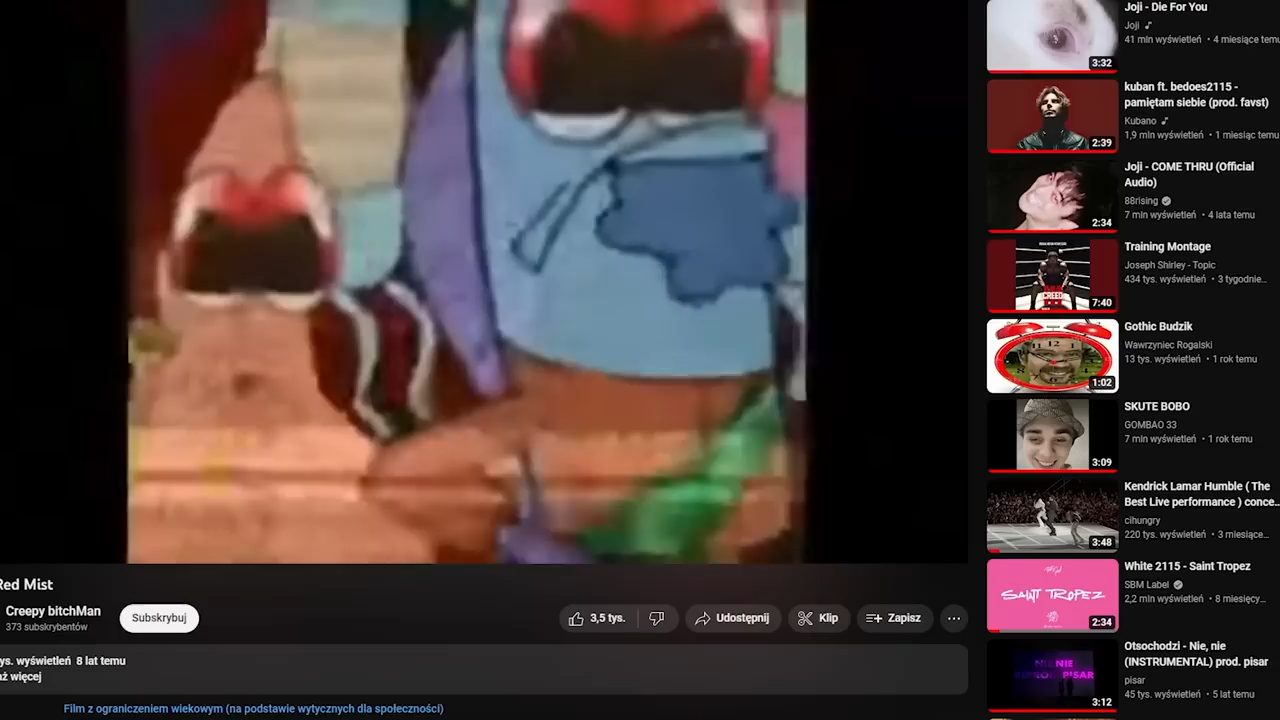 Red Mist
Creepy bitchMan
373 subskrybentów
Subskrybuj
3,5 tys.
Udostępnij
Klip
Zapisz
ys. wyświetleń 8 lat temu
aż więcej
Film z ograniczeniem wiekowym (na podstawie wytycznych dla społeczności)
Joji - Die For You
Joji
41 mln wyświetleń • 4 miesiące temu
3:32
kuban ft. bedoes2115 -
pamiętam siebie (prod. favst)
Kubano
1,9 mln wyświetleń • 1 miesiąc temu
2:39
Joji - COME THRU (Official
Audio)
88rising
7 mln wyświetleń • 4 lata temu
2:34
Training Montage
Joseph Shirley - Topic
434 tys. wyświetleń • 3 tygodnie...
7:40
Gothic Budzik
Wawrzyniec Rogalski
13 tys. wyświetleń • 1 rok temu
1:02
SKUTE BOBO
GOMBAO 33
7 mln wyświetleń • 1 rok temu
3:09
Kendrick Lamar Humble ( The
Best Live performance ) conce...
cihungry
220 tys. wyświetleń • 3 miesiące...
3:48
White 2115 - Saint Tropez
SBM Label
2,2 mln wyświetleń • 8 miesięcy...
SAINT TROPEZ
2:34
Otsochodzi - Nie, nie
(INSTRUMENTAL) prod. pisar
pisar
45 tys. wyświetleń • 5 lat temu
3:12